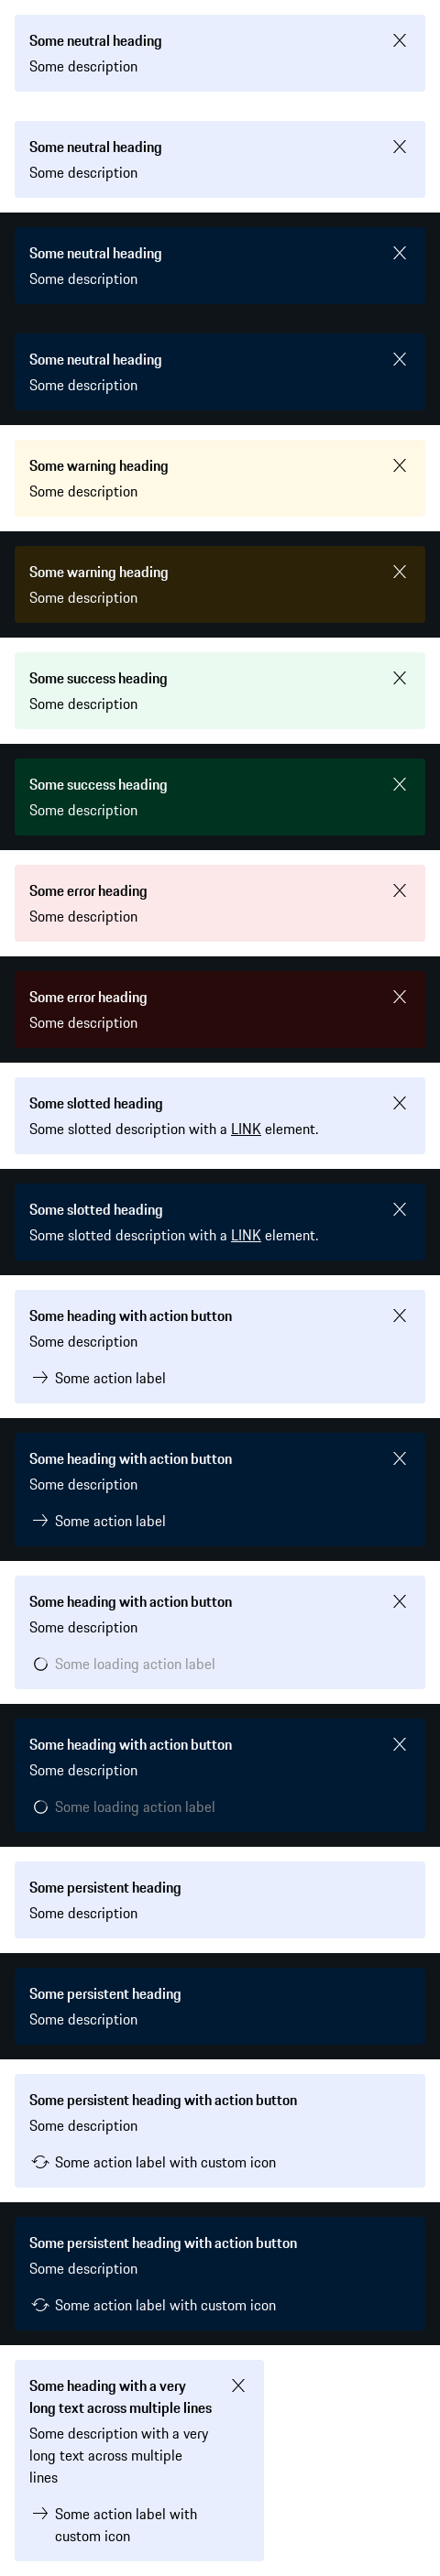 Some neutral heading
Some description
Some neutral heading
Some description
Some neutral heading
Some description
Some neutral heading
Some description
Some warning heading
Some description
Some warning heading
Some description
Some success heading
Some description
Some success heading
Some description
Some error heading
Some description
Some error heading
Some description
Some slotted heading
Some slotted description with a LINK element.
Some slotted heading
Some slotted description with a LINK element.
Some heading with action button
Some description
Some action label
Some heading with action button
Some description
Some action label
Some heading with action button
Some description
Some loading action label
Some heading with action button
Some description
Some loading action label
Some persistent heading
Some description
Some persistent heading
Some description
Some persistent heading with action button
Some description
Some action label with custom icon
Some persistent heading with action button
Some description
Some action label with custom icon
Some heading with a very
long text across multiple lines
Some description with a very
long text across multiple
lines
Some action label with
custom icon